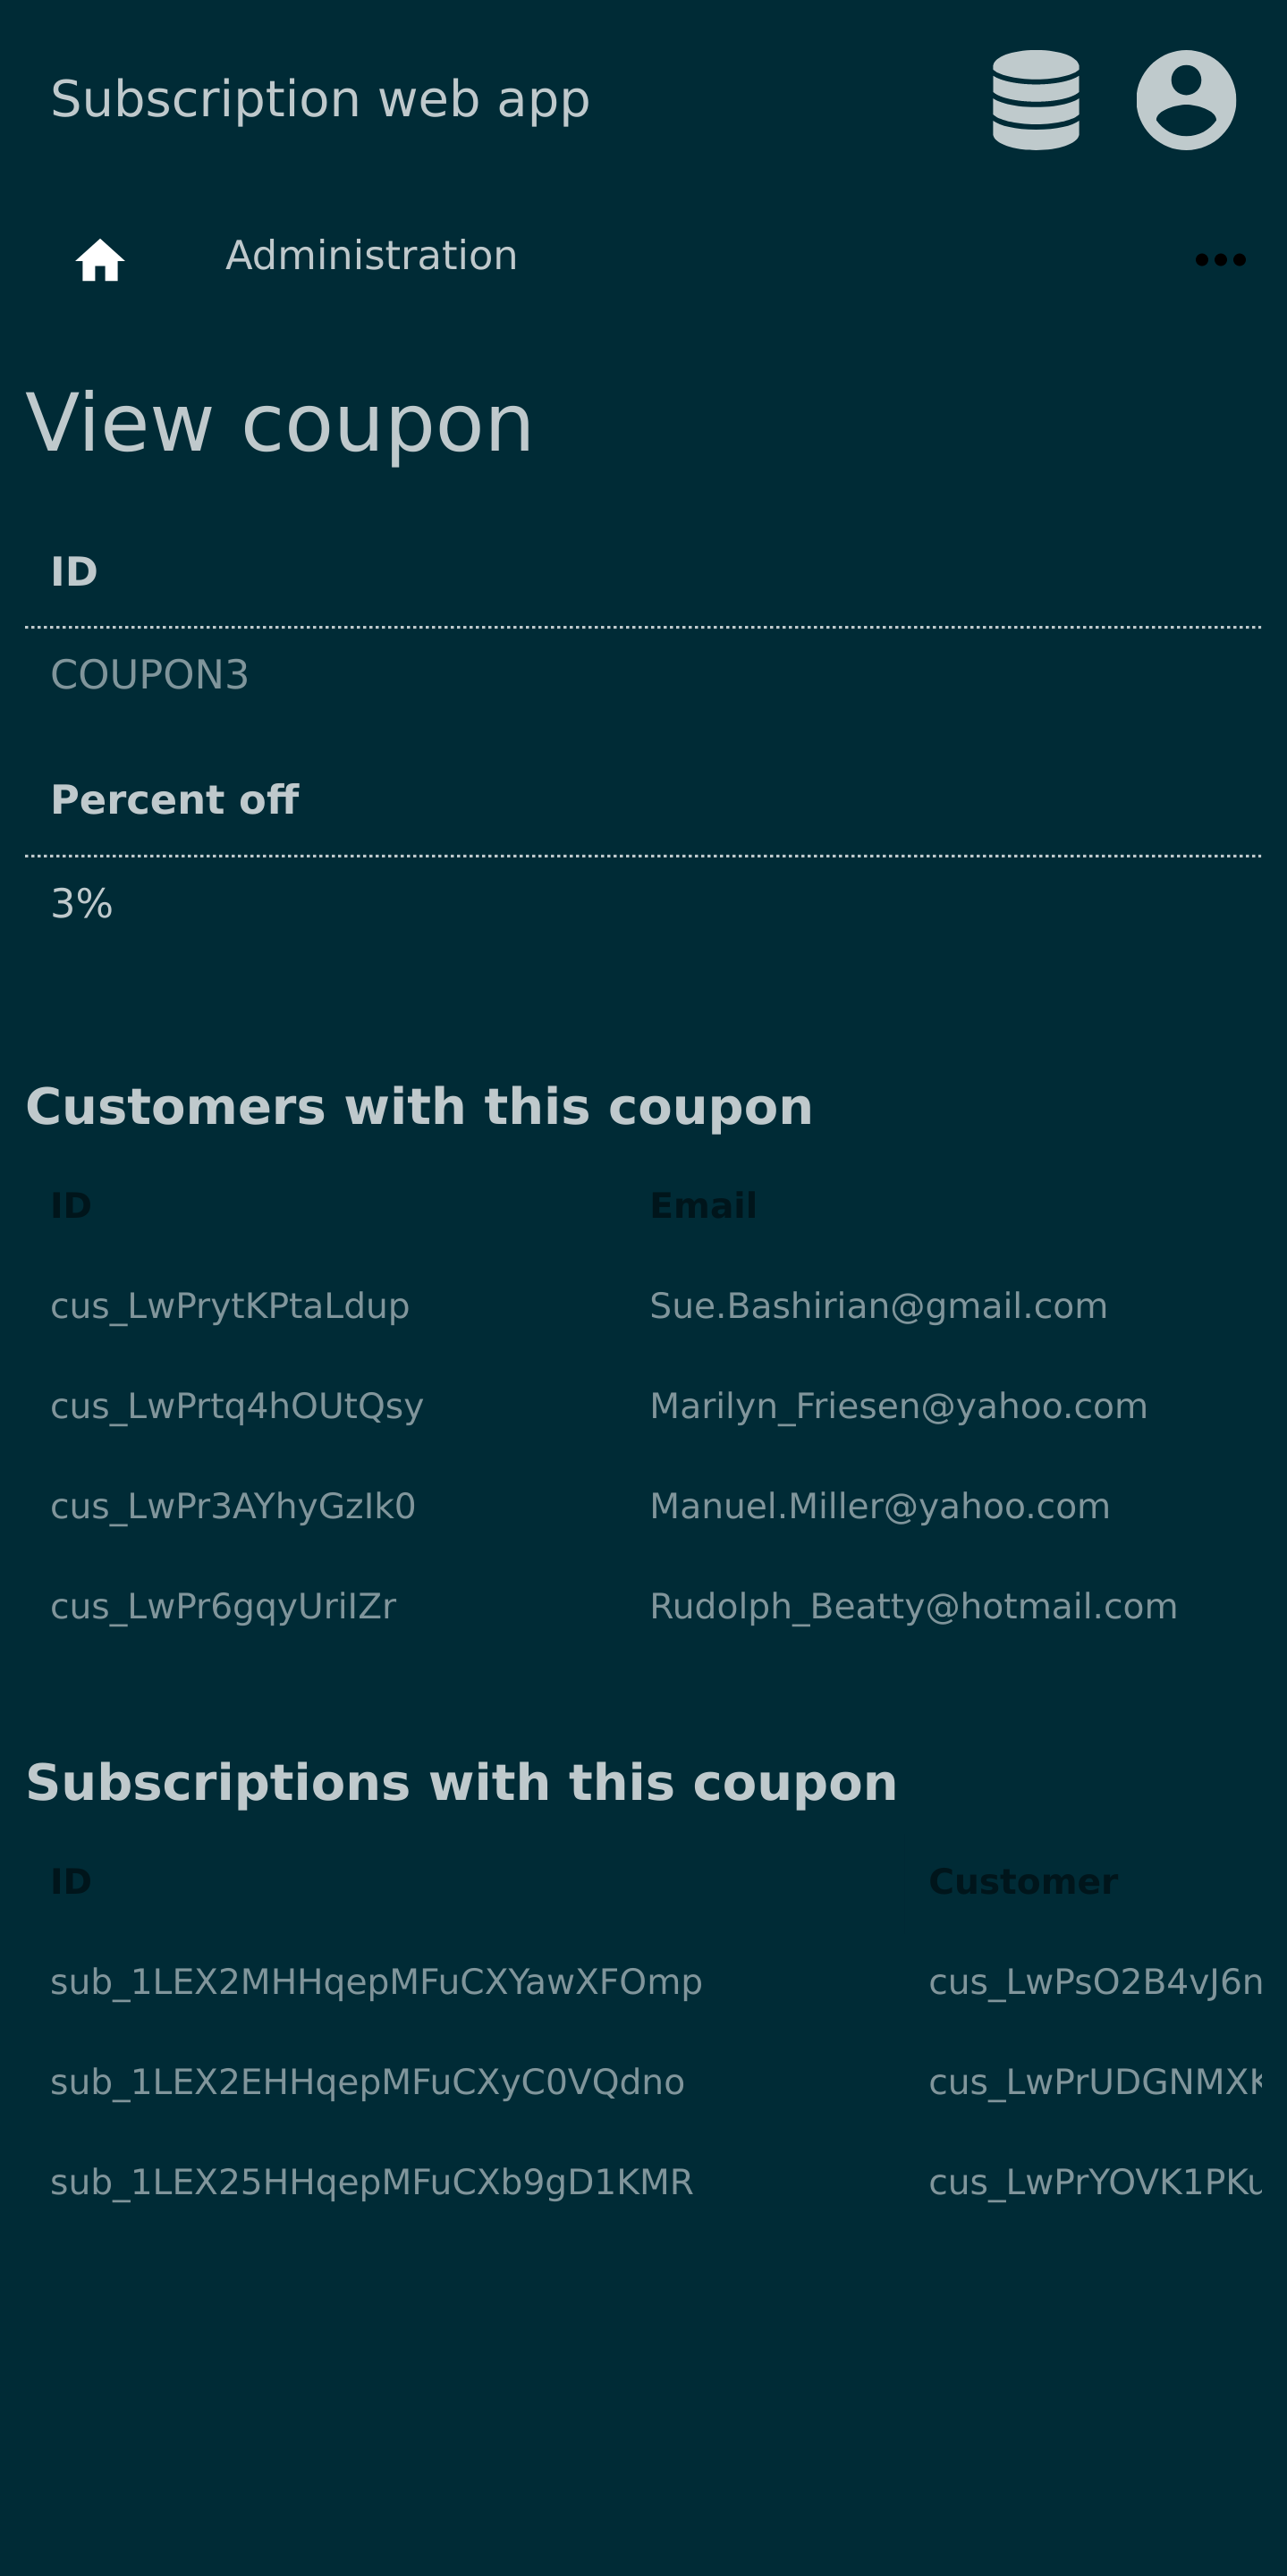 Subscription web app
Administration
View coupon
ID
COUPON3
Percent off
3%
Customers with this coupon
ID Email
cus_LwPrytKPtaLdup Sue.Bashirian@gmail.com
cus_LwPrtq4hOUtQsy Marilyn_Friesen@yahoo.com
cus_LwPr3AYhyGzIk0 Manuel.Miller@yahoo.com
cus_LwPr6gqyUriIZr Rudolph_Beatty@hotmail.com
Subscriptions with this coupon
ID Customer
sub_1LEX2MHHqepMFuCXYawXFOmp cus_LwPsO2B4vJ6n
sub_1LEX2EHHqepMFuCXyC0VQdno cus_LwPrUDGNMXK
sub_1LEX25HHqepMFuCXb9gD1KMR cus_LwPrYOVK1PKu